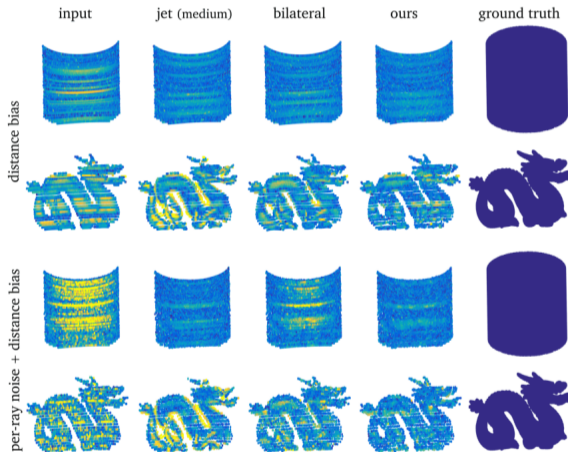 input jet (medium) bilateral ours ground truth
distance bias
per-ray noise + distance bias